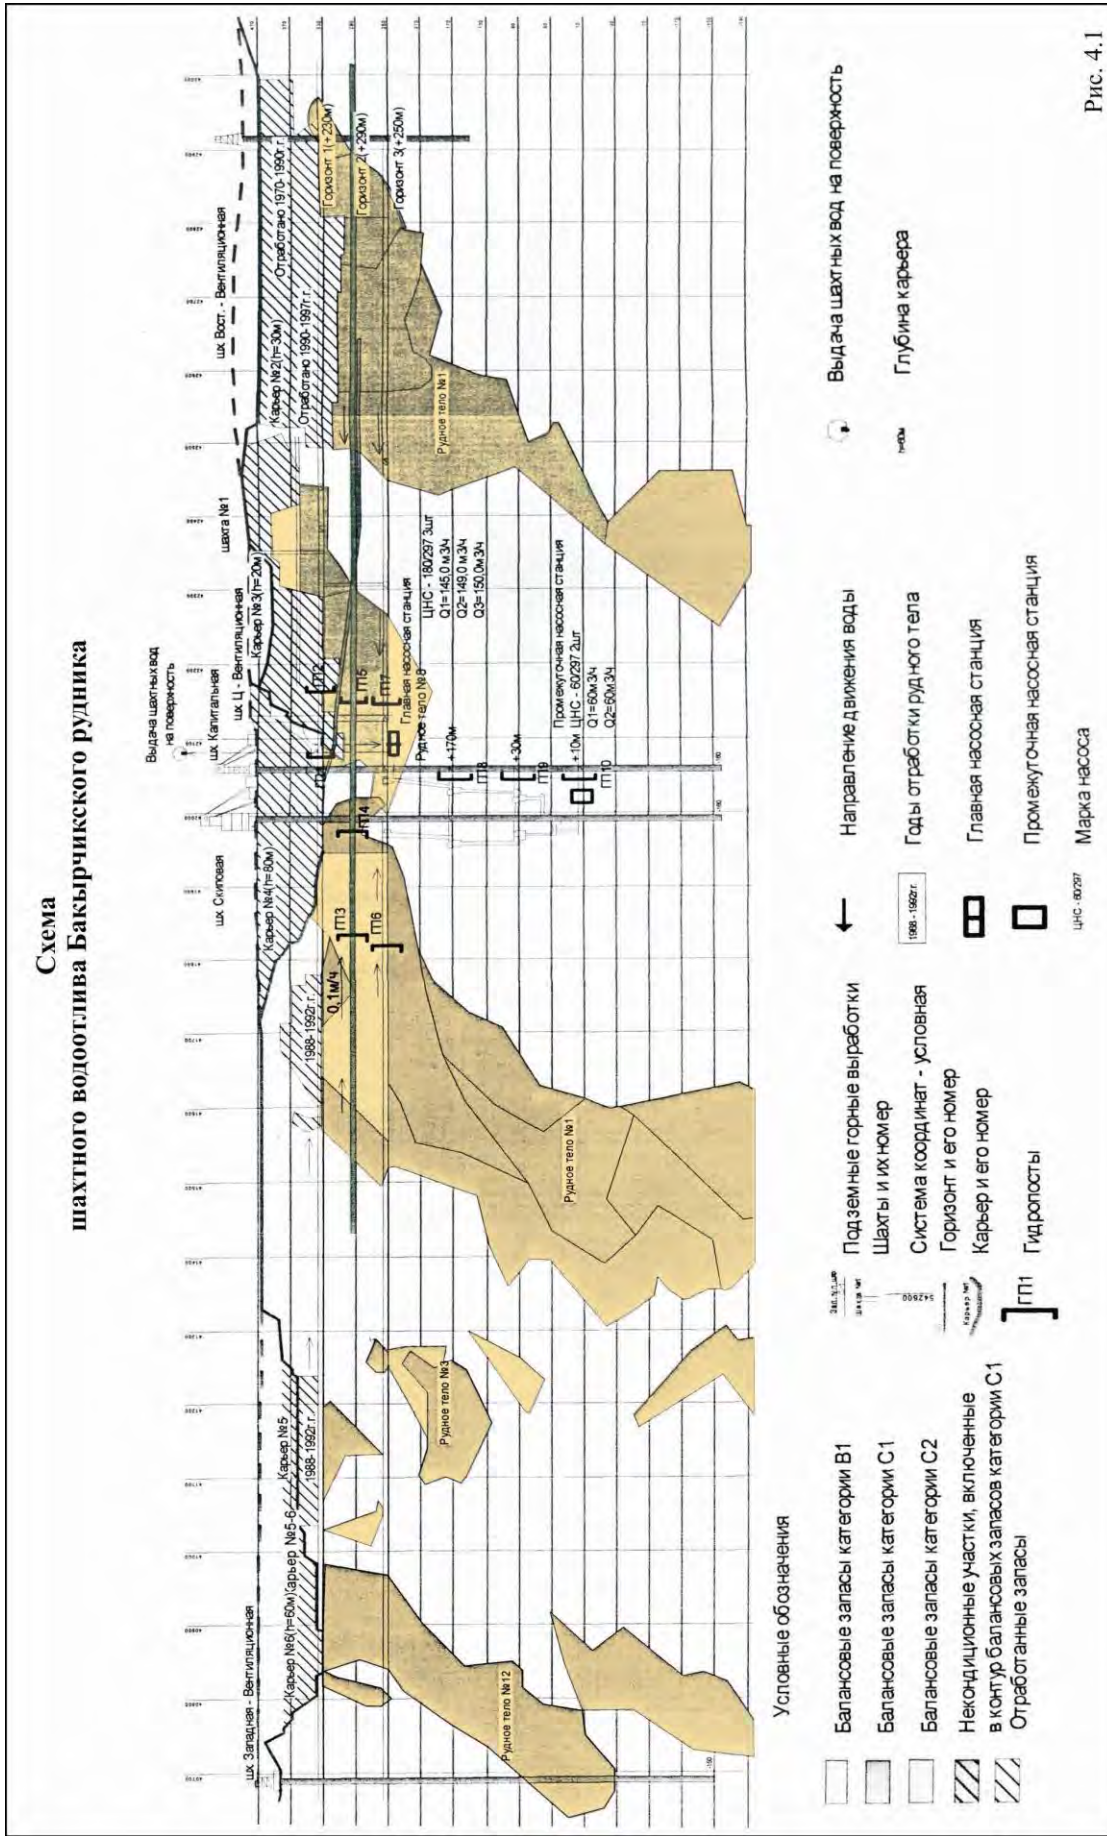 Схема
шахтного водоотлива Бакырчикского рудника
Выдача шахтных вод
на поверхность
шх Западная - Вентиляционная
шх Скиповая
шх Капитальная
шх Ц - Вентиляционная
шахта №1
шх Вост. - Вентиляционная
Карьер №6(h=60м)
Карьер №5-6
Карьер №5
1988-1992г.г.
1988-1992г.г.
Карьер №4(h=80м)
Карьер №3(h=20м)
Карьер №2(h=30м)
Отработано 1970-1990г.г.
Отработано 1990-1997г.г.
Горизонт 1(+230м)
Горизонт 2(+290м)
Горизонт 3(+250м)
0,1м/ч
ГП3
ГП6
ГП4
ГП2
ГП5
ГП7
Главная насосная станция
ЦНС - 180/297 3шт
Q1=145,0 м3/ч
Q2=149,0 м3/ч
Q3=150,0м3/ч
Рудное тело №8
+170м
ГП8
+30м
ГП9
+10м
ГП10
Промежуточная насосная станция
ЦНС - 60/297 2шт
Q1=60м3/ч
Q2=60м3/ч
Рудное тело №12
Рудное тело №3
Рудное тело №1
Рудное тело №1
-150
-160
-160
Условные обозначения
Балансовые запасы категории В1
Балансовые запасы категории С1
Балансовые запасы категории С2
Некондиционные участки, включенные
в контур балансовых запасов категории С1
Отработанные запасы
Подземные горные выработки
Шахты и их номер
Система координат - условная
Горизонт и его номер
Карьер №1
Карьер и его номер
ГП1
Гидропосты
Направление движения воды
1988 - 1992гг.
Годы отработки рудного тела
Главная насосная станция
Промежуточная насосная станция
ЦНС - 60/297
Марка насоса
Выдача шахтных вод на поверхность
h=60м
Глубина карьера
Рис. 4.1